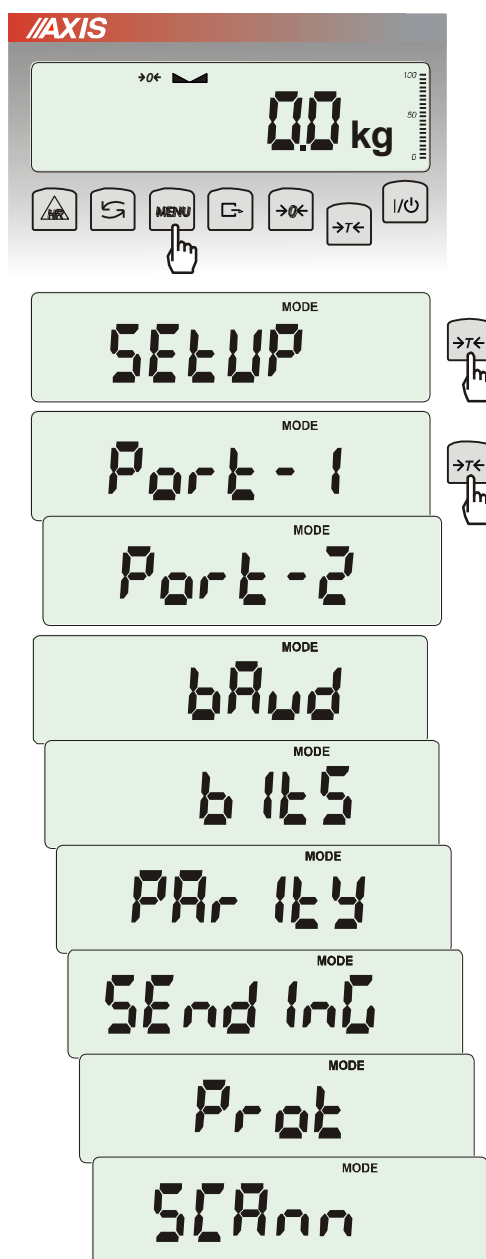 //AXIS
→0← 100
0.0 kg 50
0
HR MENU →0← →T← I/⏻
MODE
SEtUP →T←
MODE
Port-1 →T←
MODE
Port-2
MODE
bAud
MODE
bItS
MODE
PArItY
MODE
SEndInG
MODE
Prot
MODE
SCAnn